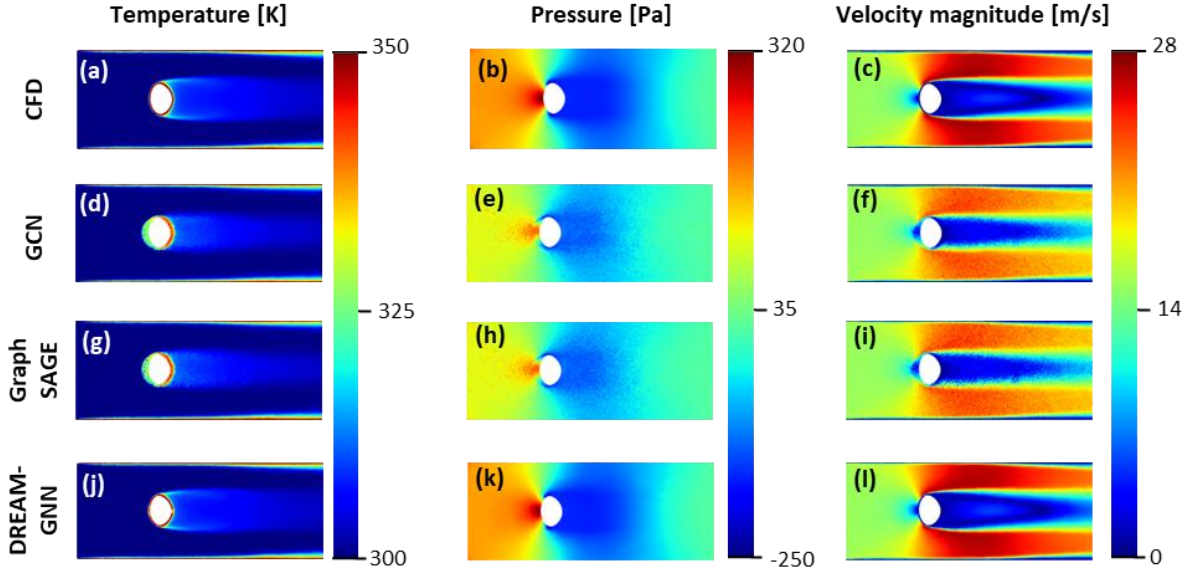 Temperature [K]
Pressure [Pa]
Velocity magnitude [m/s]
CFD
(a)
350
(b)
320
(c)
28
GCN
(d)
(e)
(f)
325
35
14
Graph
SAGE
(g)
(h)
(i)
DREAM-
GNN
(j)
(k)
(l)
300
-250
0